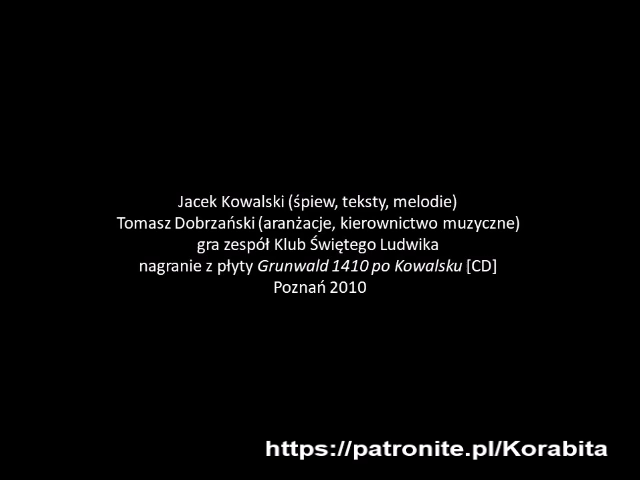 Jacek Kowalski (śpiew, teksty, melodie)
Tomasz Dobrzański (aranżacje, kierownictwo muzyczne)
gra zespół Klub Świętego Ludwika
nagranie z płyty Grunwald 1410 po Kowalsku [CD]
Poznań 2010
https://patronite.pl/Korabita